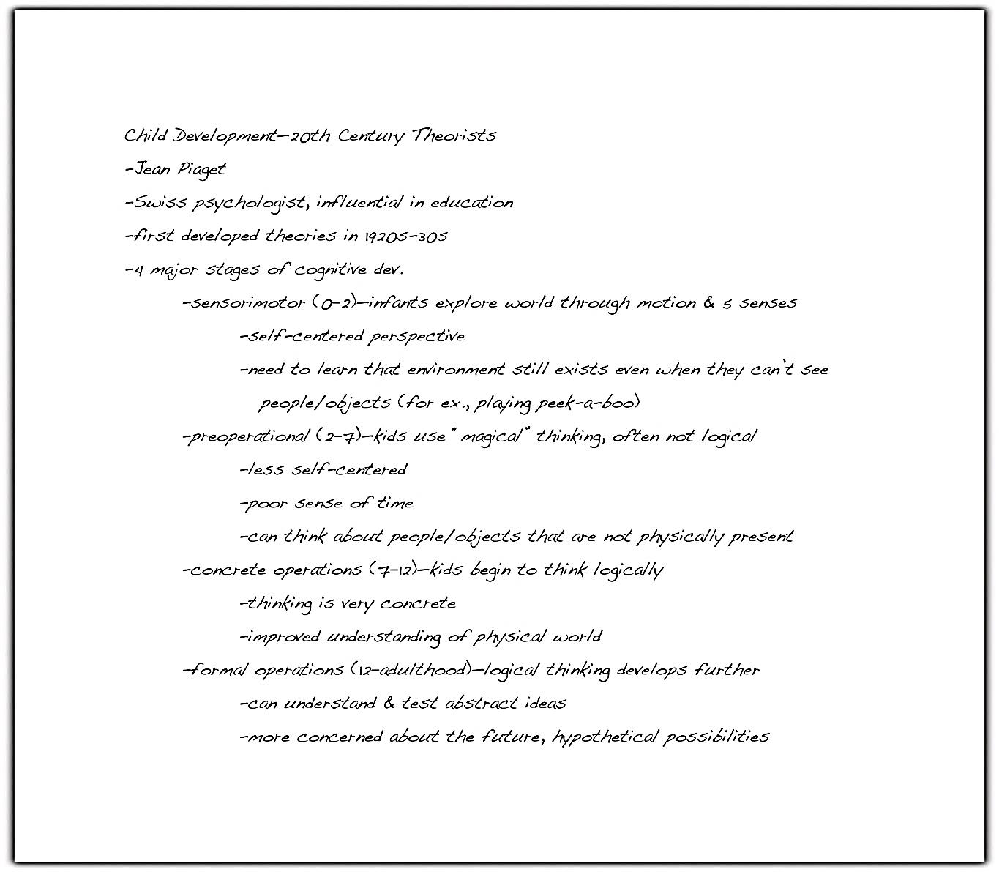 Child Development—20th Century Theorists
-Jean Piaget
-Swiss psychologist, influential in education
-first developed theories in 1920s-30s
-4 major stages of cognitive dev.
-sensorimotor (0-2)—infants explore world through motion & 5 senses
-self-centered perspective
-need to learn that environment still exists even when they can't see
people/objects (for ex., playing peek-a-boo)
-preoperational (2-7)—kids use "magical" thinking, often not logical
-less self-centered
-poor sense of time
-can think about people/objects that are not physically present
-concrete operations (7-12)—kids begin to think logically
-thinking is very concrete
-improved understanding of physical world
-formal operations (12-adulthood)—logical thinking develops further
-can understand & test abstract ideas
-more concerned about the future, hypothetical possibilities